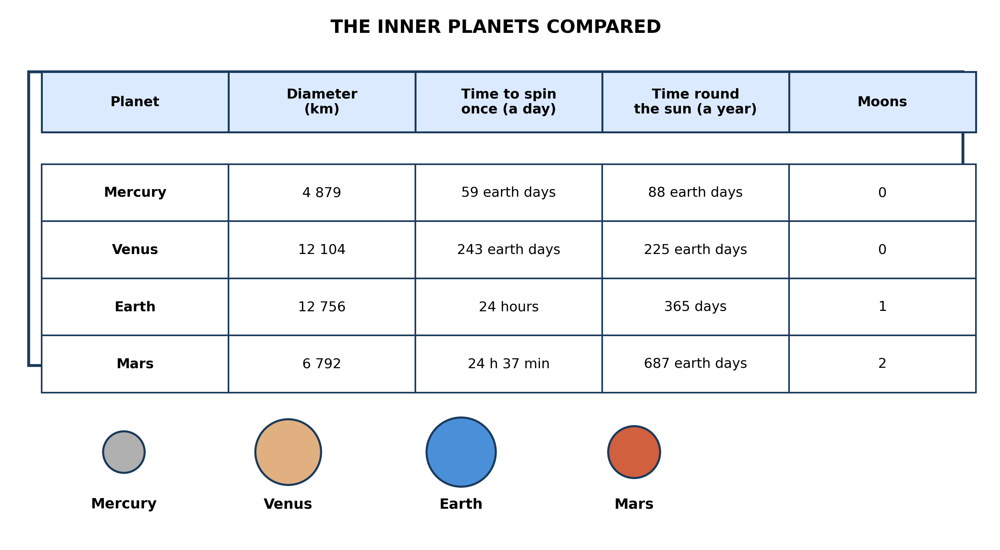 THE INNER PLANETS COMPARED
Planet
Diameter
(km)
Time to spin
once (a day)
Time round
the sun (a year)
Moons
Mercury
4 879
59 earth days
88 earth days
0
Venus
12 104
243 earth days
225 earth days
0
Earth
12 756
24 hours
365 days
1
Mars
6 792
24 h 37 min
687 earth days
2
Mercury
Venus
Earth
Mars